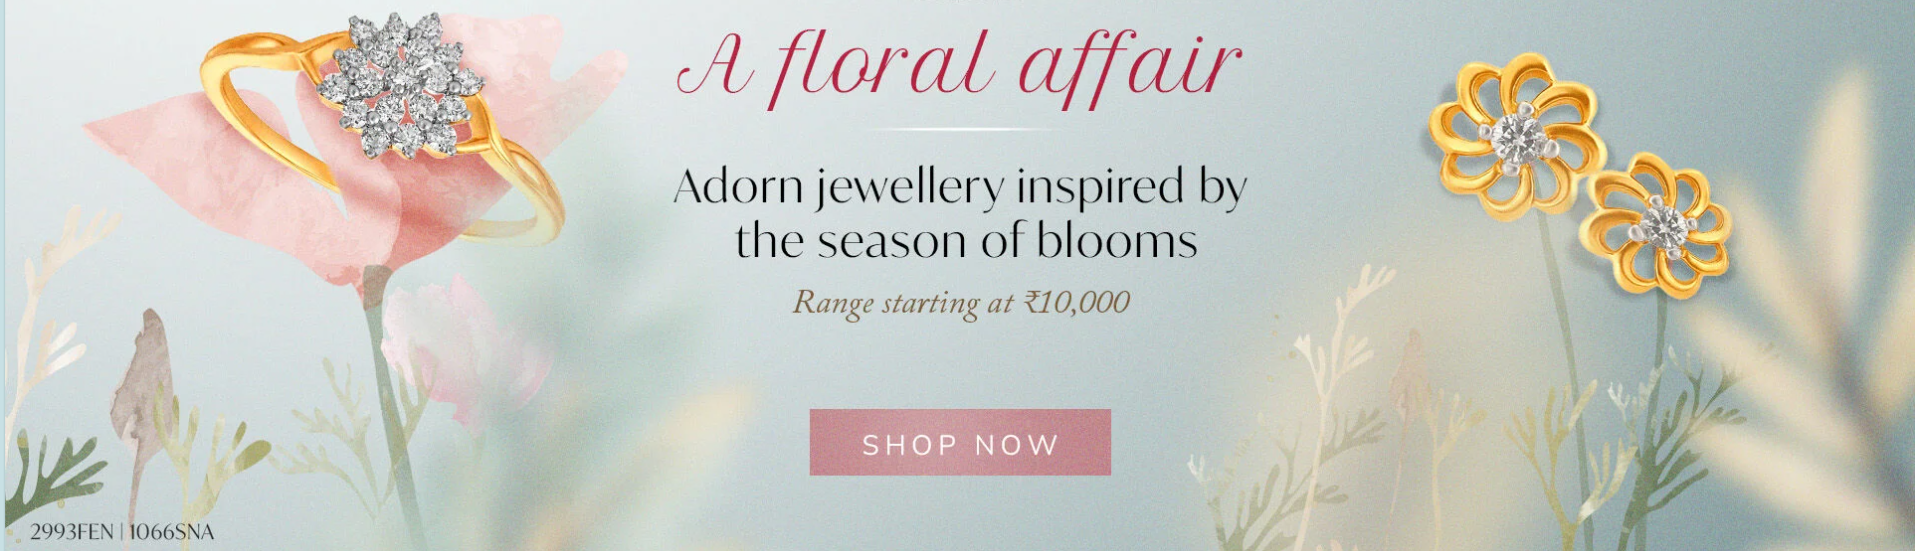 A floral affair
Adorn jewellery inspired by
the season of blooms
Range starting at ₹10,000
SHOP NOW
2993FEN | 1066SNA